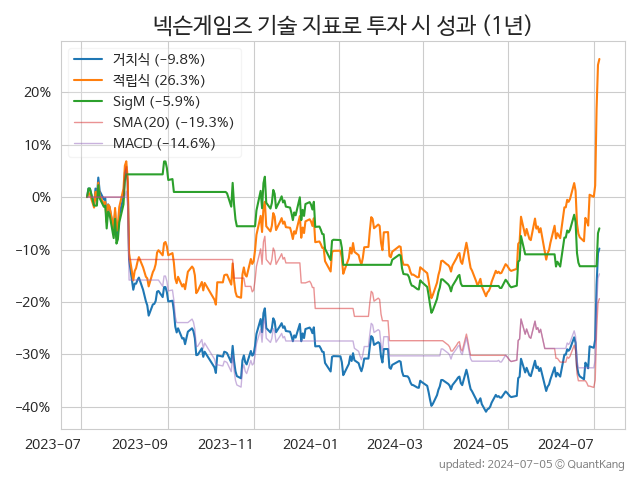 넥슨게임즈 기술 지표로 투자 시 성과 (1년)
거치식 (−9.8%)
적립식 (26.3%)
SigM (−5.9%)
SMA(20) (−19.3%)
MACD (−14.6%)
20%
10%
0%
−10%
−20%
−30%
−40%
2023-07 2023-09 2023-11 2024-01 2024-03 2024-05 2024-07
updated: 2024-07-05 © QuantKang